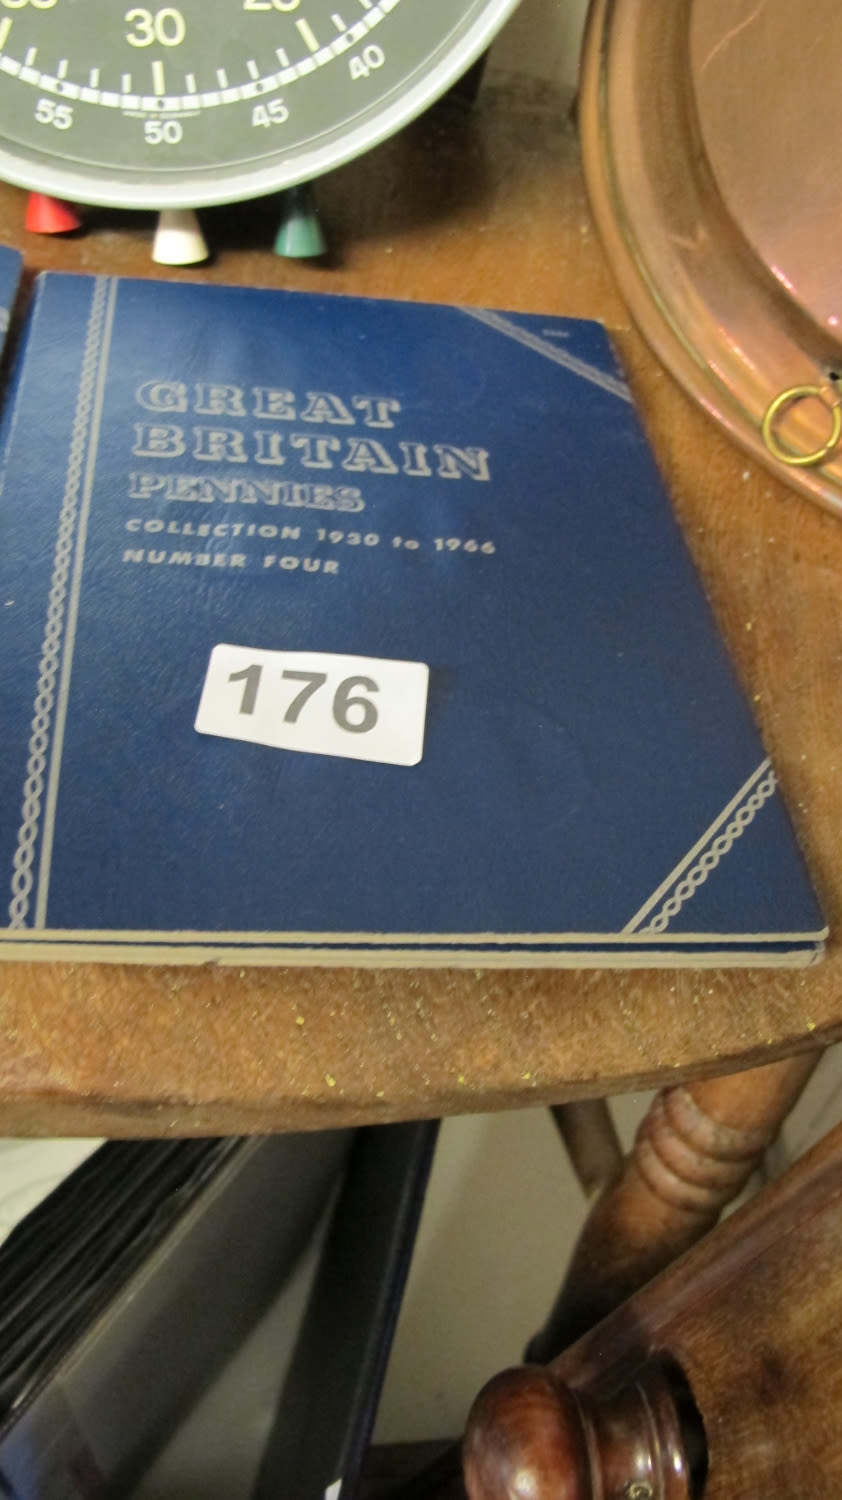 30
55
50
45
40
GREAT
BRITAIN
PENNIES
COLLECTION 1930 to 1966
NUMBER FOUR
176